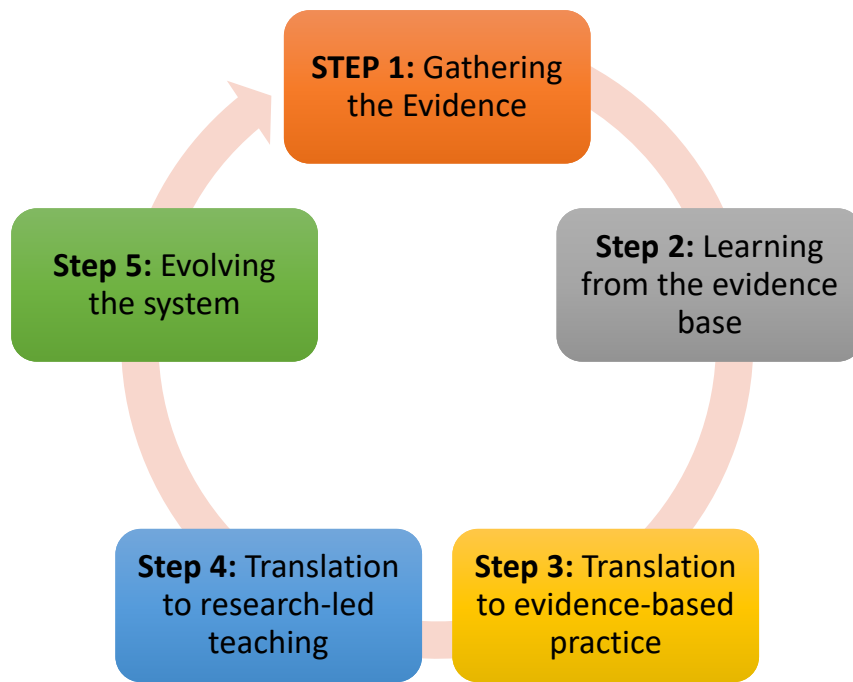 STEP 1: Gathering
the Evidence
Step 2: Learning
from the evidence
base
Step 3: Translation
to evidence-based
practice
Step 4: Translation
to research-led
teaching
Step 5: Evolving
the system